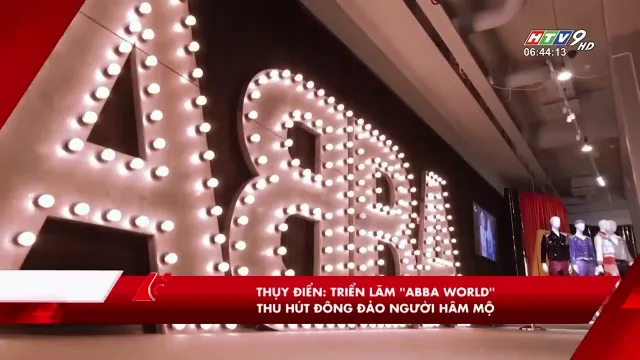 HTV9 HD
06:44:13
ABBA
THỤY ĐIỂN: TRIỂN LÃM "ABBA WORLD"
THU HÚT ĐÔNG ĐẢO NGƯỜI HÂM MỘ